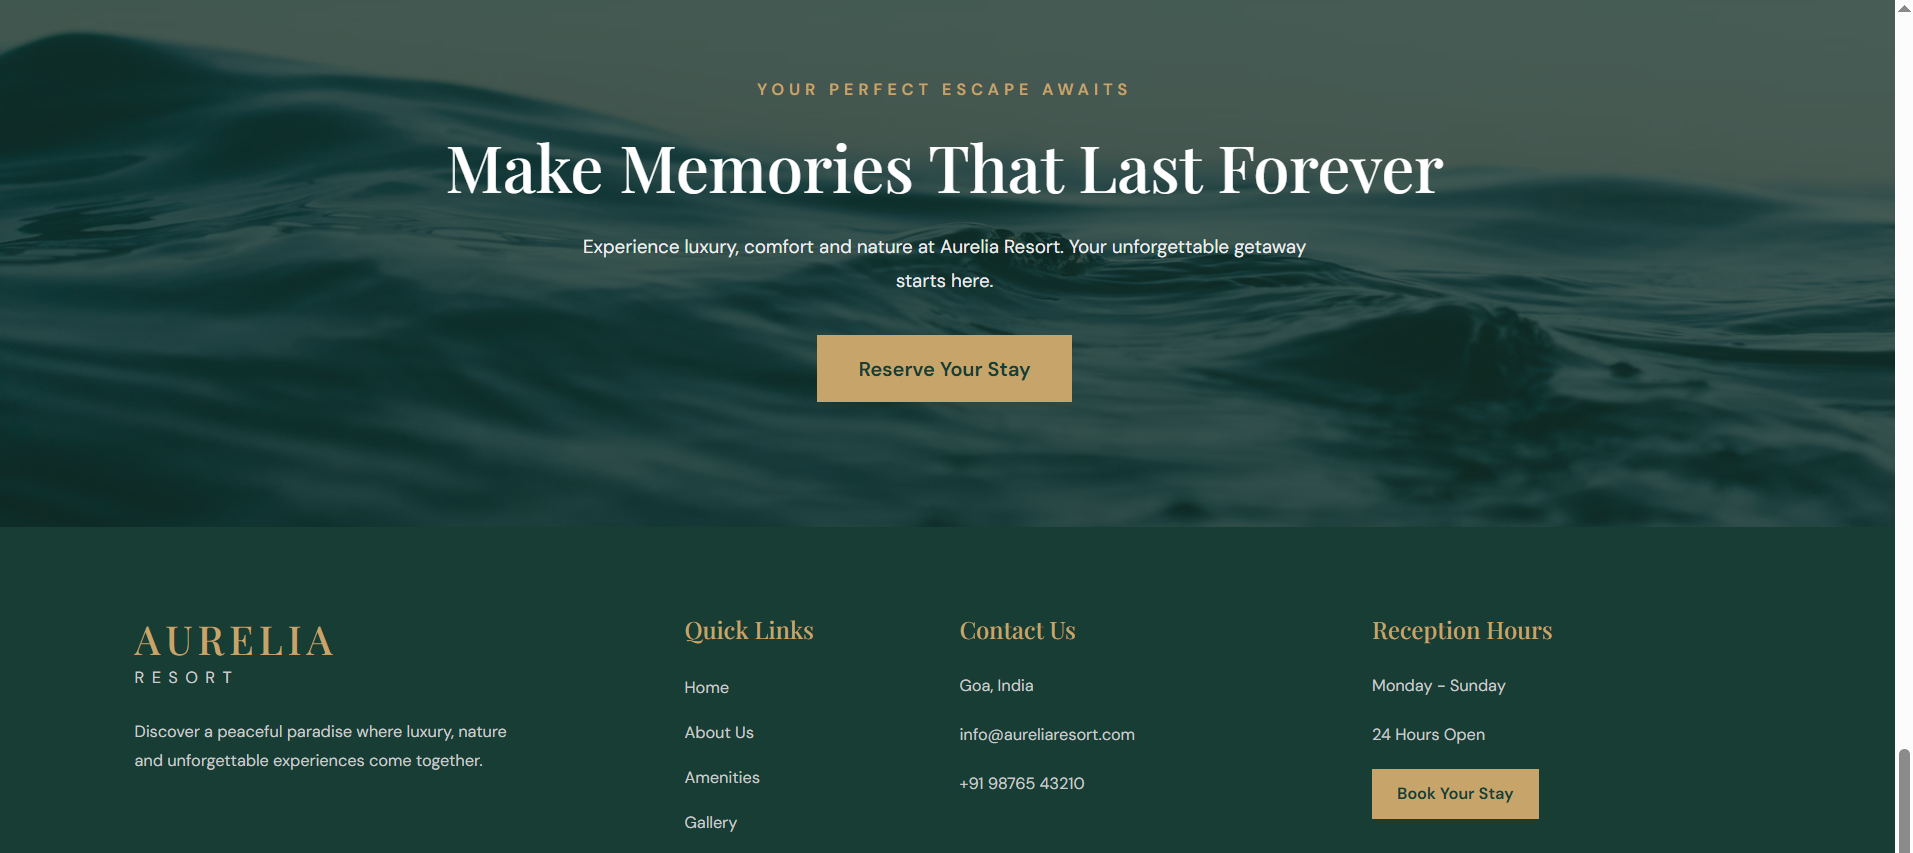 YOUR PERFECT ESCAPE AWAITS
Make Memories That Last Forever
Experience luxury, comfort and nature at Aurelia Resort. Your unforgettable getaway
starts here.
Reserve Your Stay
AURELIA
RESORT
Discover a peaceful paradise where luxury, nature
and unforgettable experiences come together.
Quick Links
Home
About Us
Amenities
Gallery
Contact Us
Goa, India
info@aureliaresort.com
+91 98765 43210
Reception Hours
Monday - Sunday
24 Hours Open
Book Your Stay